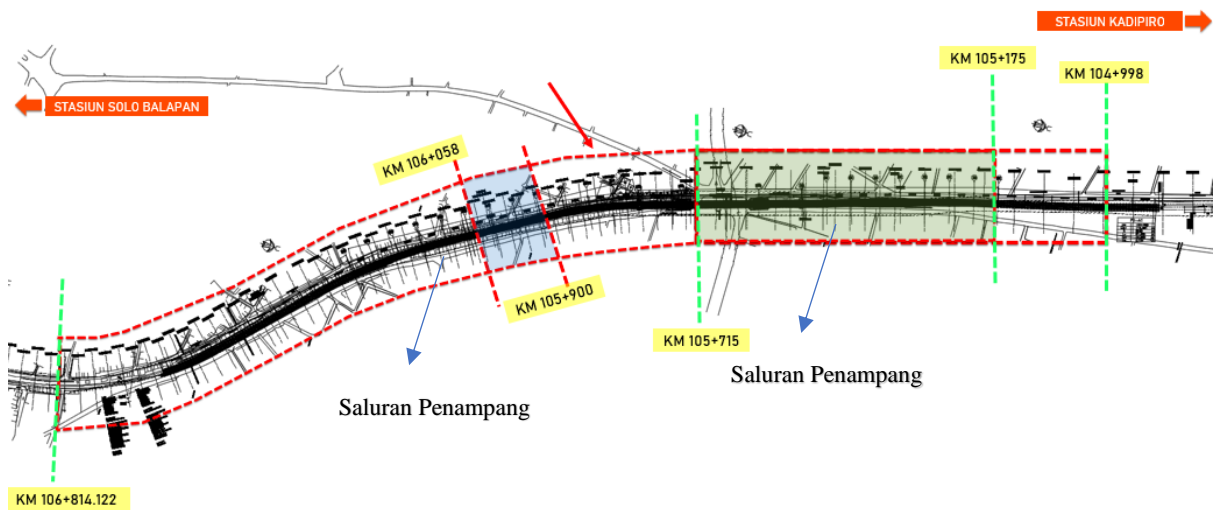 STASIUN KADIPIRO
KM 105+175
KM 104+998
STASIUN SOLO BALAPAN
KM 106+058
KM 105+900
KM 105+715
Saluran Penampang
Saluran Penampang
KM 106+814.122